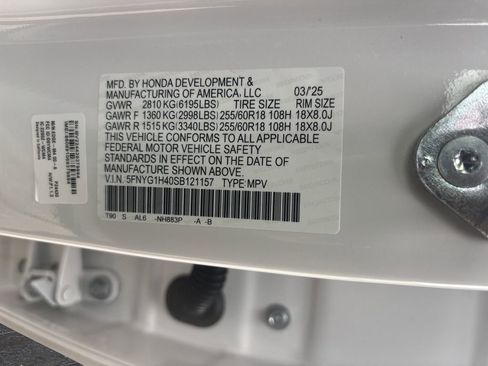 MFD. BY HONDA DEVELOPMENT &
MANUFACTURING OF AMERICA, LLC 03/25
GVWR 2810 KG(6195LBS) TIRE SIZE RIM SIZE
GAWR F 1360 KG(2998LBS) 255/60R18 108H 18X8.0J
GAWR R 1515 KG(3340LBS) 255/60R18 108H 18X8.0J
THIS VEHICLE CONFORMS TO ALL APPLICABLE
FEDERAL MOTOR VEHICLE SAFETY AND
THEFT PREVENTION STANDARDS IN EFFECT ON
THE DATE OF MANUFACTURE SHOWN ABOVE.
V.I.N. 5FNYG1H40SB121157 TYPE:MPV
T90 S AL6 -NH883P -A -B